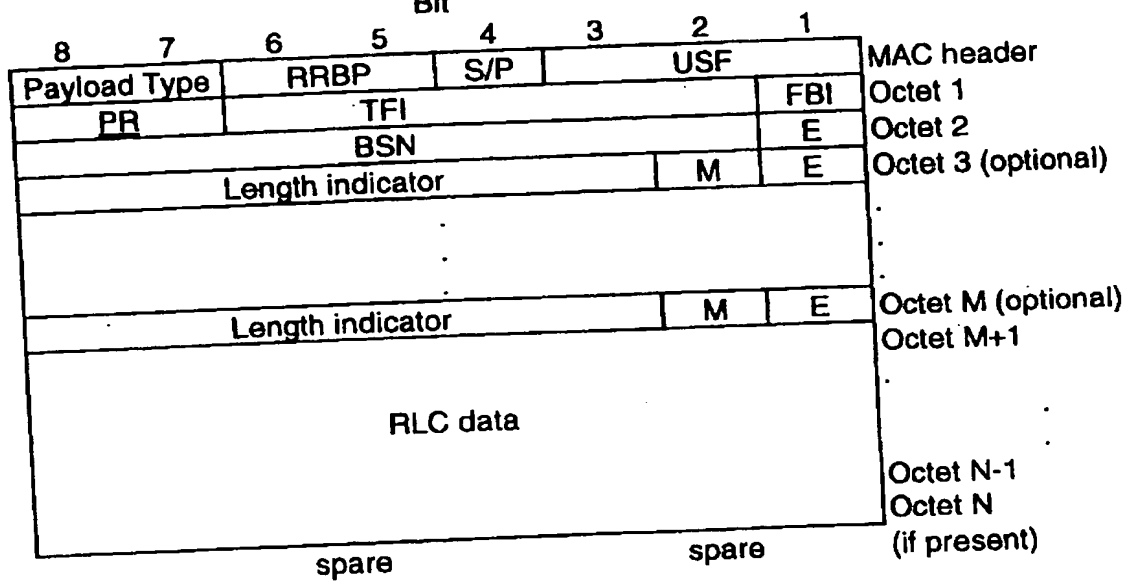 Bit
8 7 6 5 4 3 2 1
Payload Type RRBP S/P USF MAC header
PR TFI FBI Octet 1
BSN E Octet 2
Length indicator M E Octet 3 (optional)
Length indicator M E Octet M (optional)
Octet M+1
RLC data
Octet N-1
Octet N
(if present)
spare spare